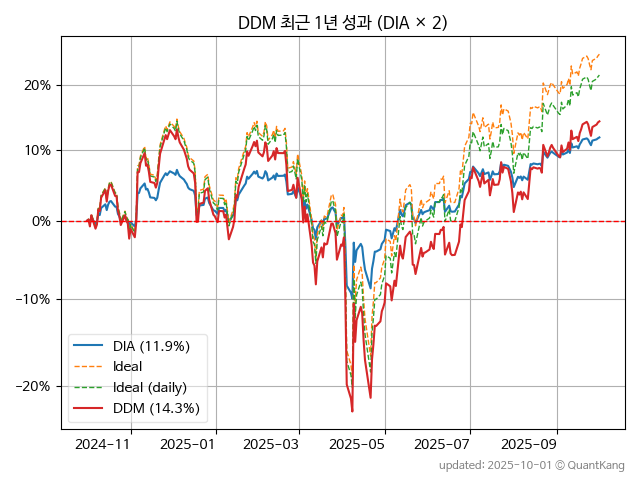 DDM 최근 1년 성과 (DIA × 2)
20%
10%
0%
−10%
−20%
DIA (11.9%)
Ideal
Ideal (daily)
DDM (14.3%)
2024-11
2025-01
2025-03
2025-05
2025-07
2025-09
updated: 2025-10-01 © QuantKang